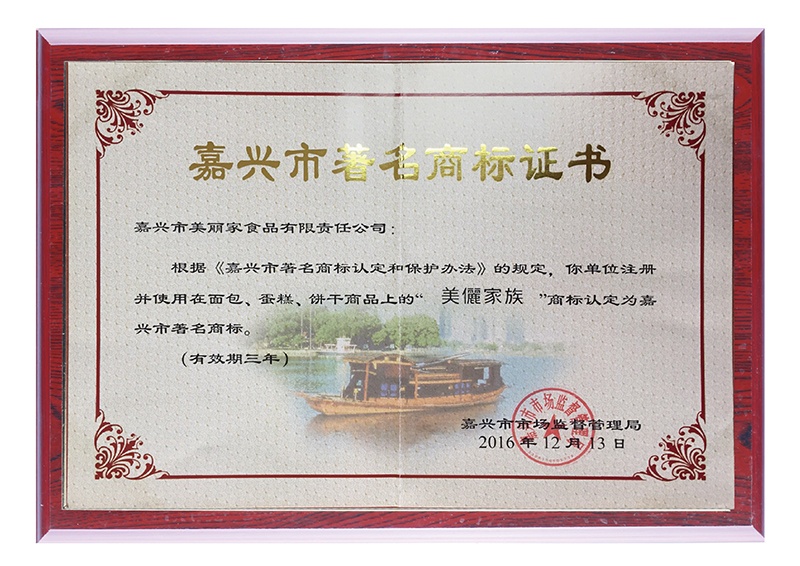 嘉兴市著名商标证书
嘉兴市美丽家食品有限责任公司：
根据《嘉兴市著名商标认定和保护办法》的规定，你单位注册
并使用在面包、蛋糕、饼干商品上的“美儷家族”商标认定为嘉
兴市著名商标。
（有效期三年）
嘉兴市市场监督管理局
2016年12月13日